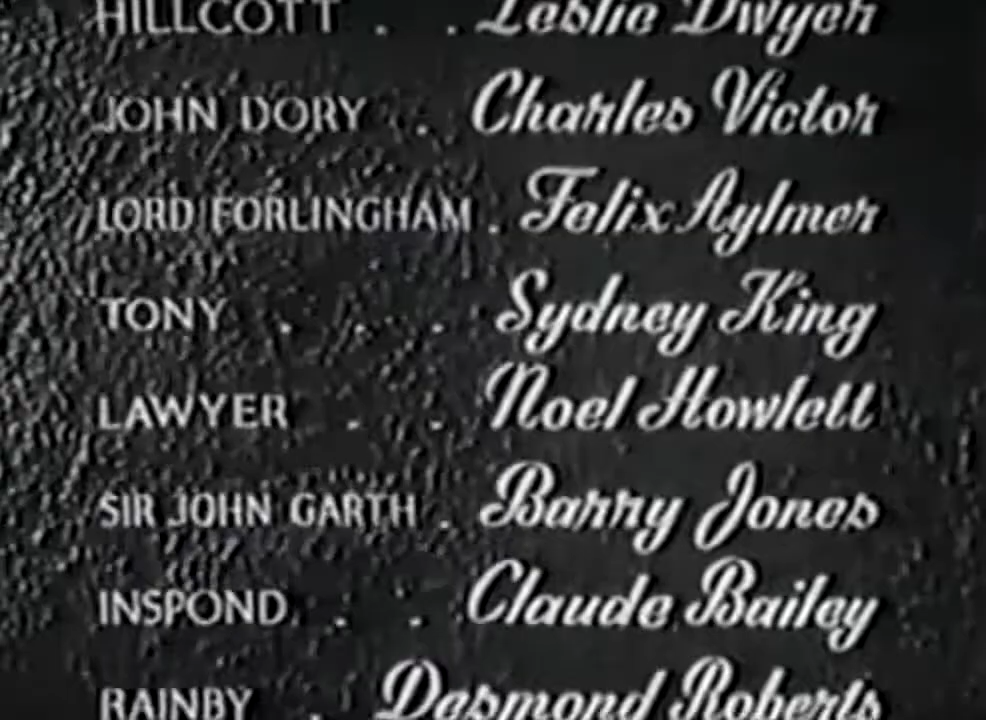 HILLCOTT . . Leslie Dwyer
JOHN DORY . Charles Victor
LORD FORLINGHAM . Felix Aylmer
TONY . . . Sydney King
LAWYER . . Noel Howlett
SIR JOHN GARTH . Barry Jones
INSPOND . . Claude Bailey
RAINBY . Desmond Roberts